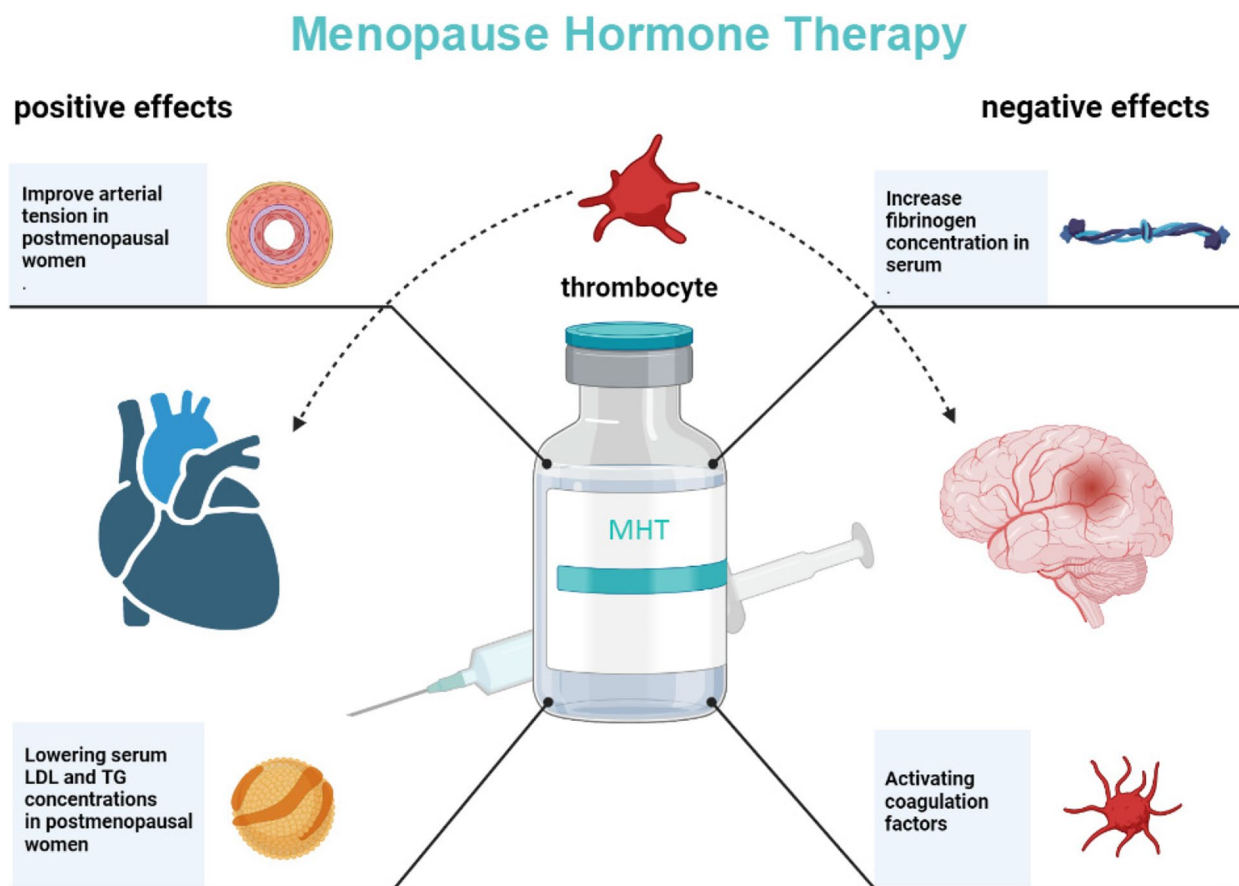 Menopause Hormone Therapy
positive effects
negative effects
Improve arterial
tension in
postmenopausal
women
.
Increase
fibrinogen
concentration in
serum
.
thrombocyte
MHT
Lowering serum
LDL and TG
concentrations
in postmenopausal
women
Activating
coagulation
factors